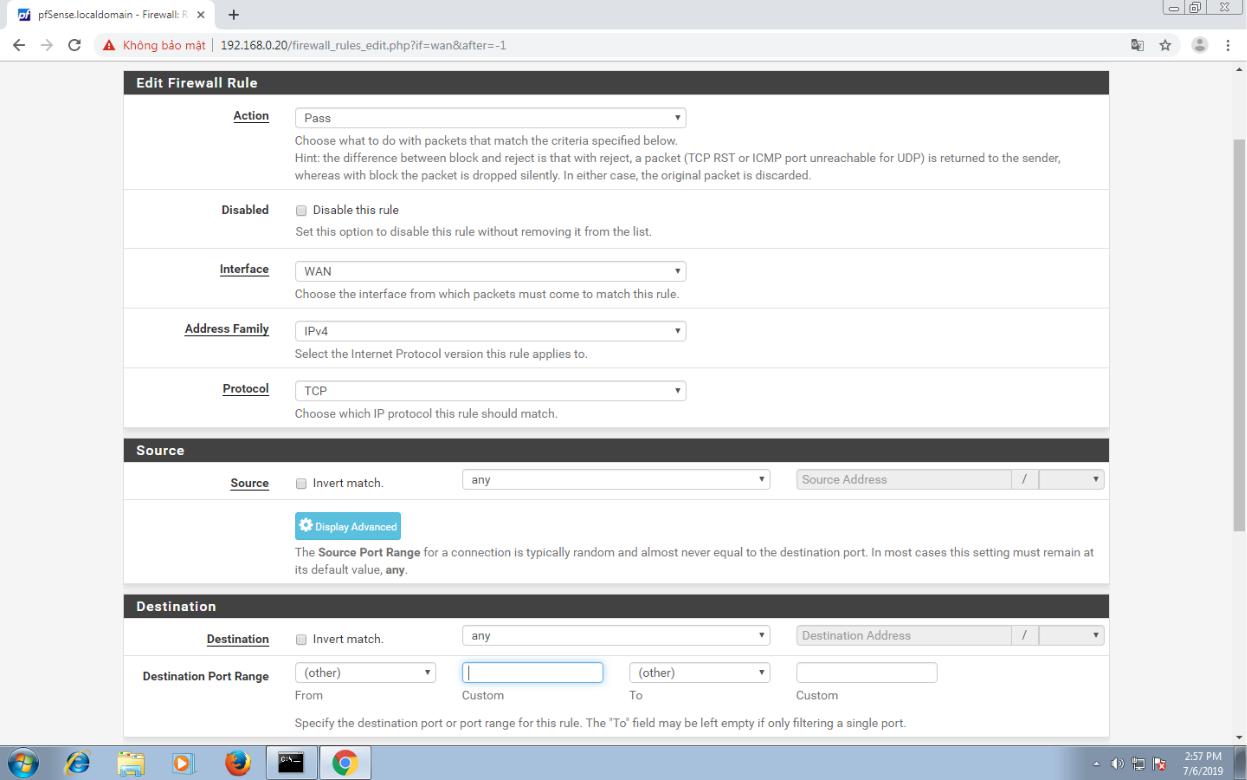 pfSense.localdomain - Firewall: R
Không bảo mật | 192.168.0.20/firewall_rules_edit.php?if=wan&after=-1
Edit Firewall Rule
Action
Pass
Choose what to do with packets that match the criteria specified below.
Hint: the difference between block and reject is that with reject, a packet (TCP RST or ICMP port unreachable for UDP) is returned to the sender,
whereas with block the packet is dropped silently. In either case, the original packet is discarded.
Disabled
Disable this rule
Set this option to disable this rule without removing it from the list.
Interface
WAN
Choose the interface from which packets must come to match this rule.
Address Family
IPv4
Select the Internet Protocol version this rule applies to.
Protocol
TCP
Choose which IP protocol this rule should match.
Source
Source Invert match. any Source Address /
Display Advanced
The Source Port Range for a connection is typically random and almost never equal to the destination port. In most cases this setting must remain at
its default value, any.
Destination
Destination Invert match. any Destination Address /
Destination Port Range (other) (other)
From Custom To Custom
Specify the destination port or port range for this rule. The "To" field may be left empty if only filtering a single port.
2:57 PM
7/6/2019